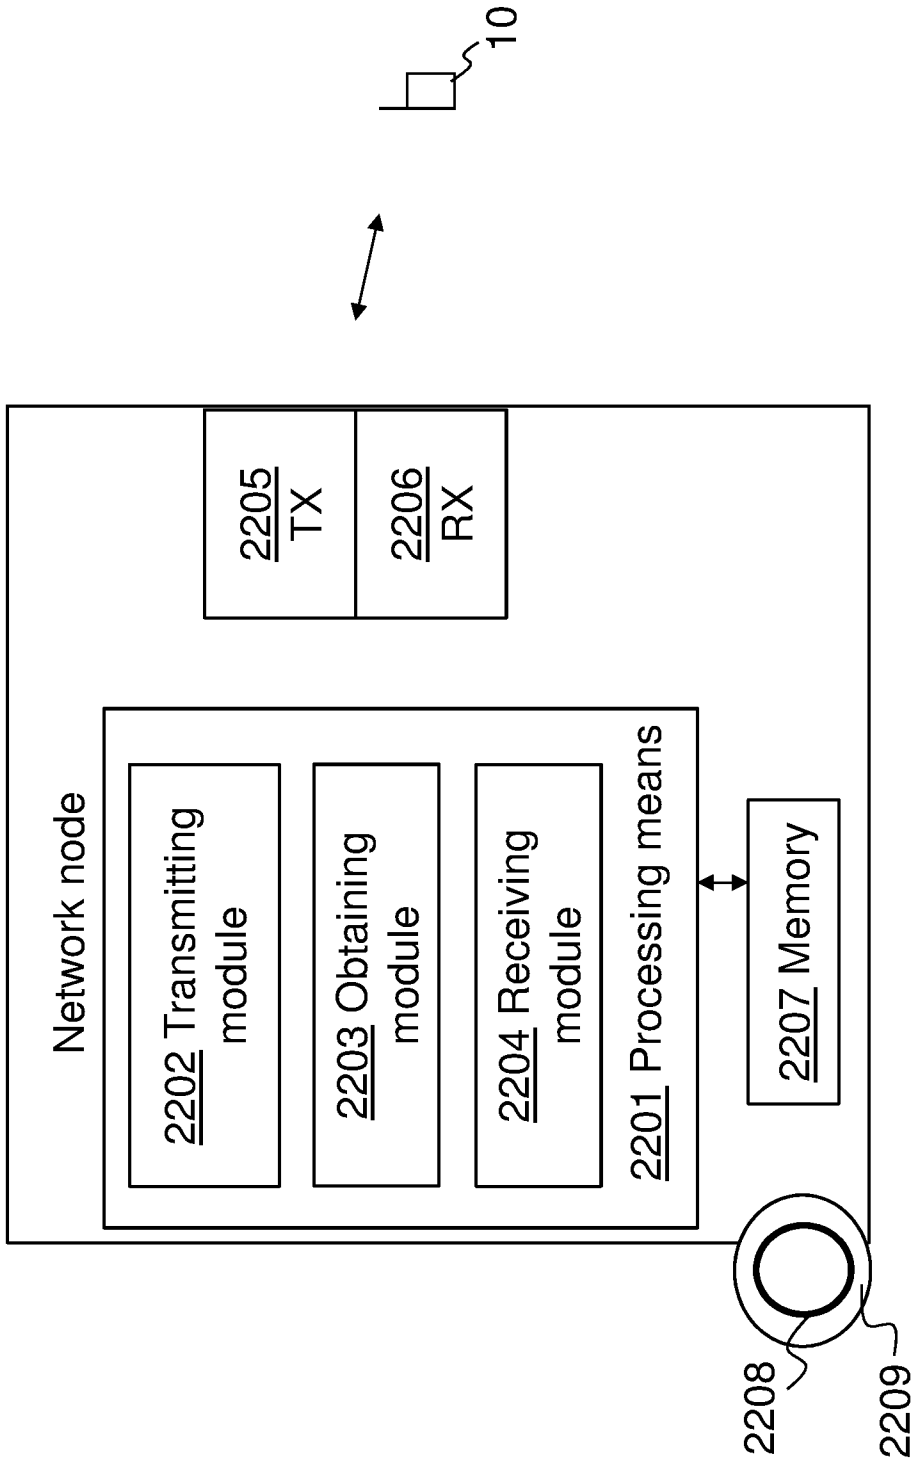 Network node
2202 Transmitting
module
2203 Obtaining
module
2204 Receiving
module
2201 Processing means
2205
TX
2206
RX
2207 Memory
10
2208
2209